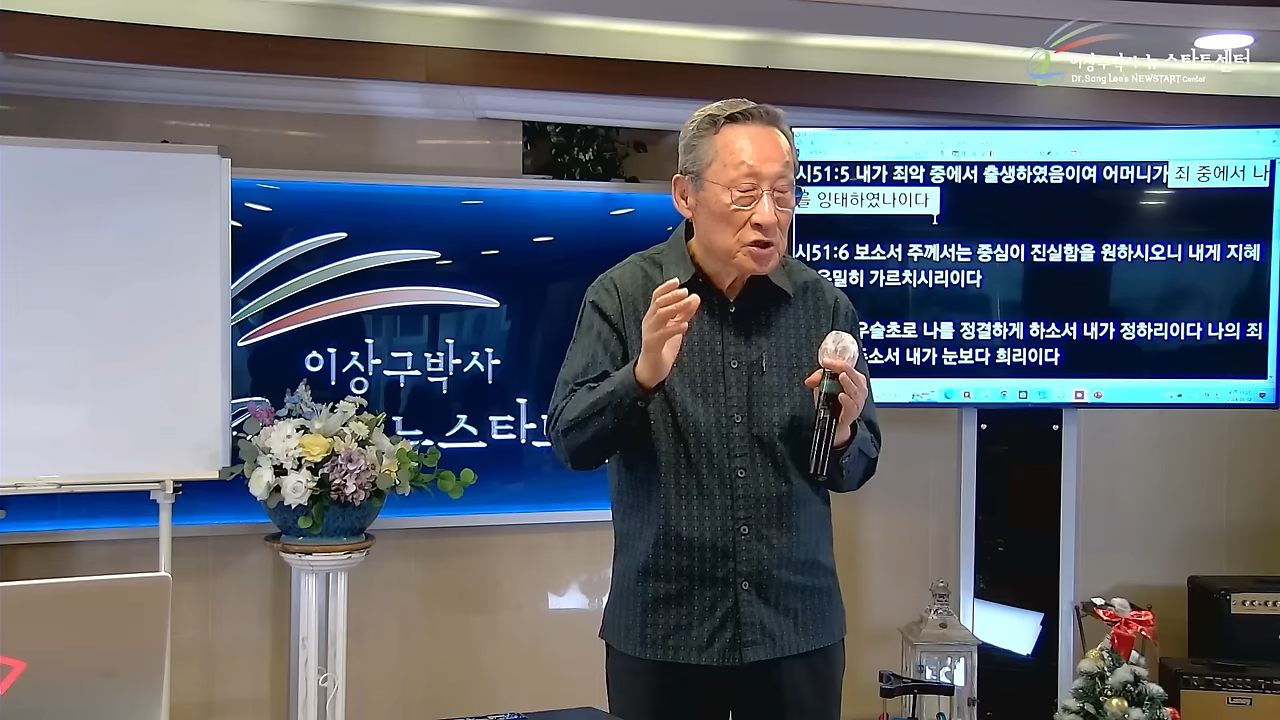 이상구박사 뉴스타트센터
Dr.Sang Lee's NEWSTART Center
시51:5 내가 죄악 중에서 출생하였음이여 어머니가 죄 중에서 나
를 잉태하였나이다
시51:6 보소서 주께서는 중심이 진실함을 원하시오니 내게 지혜
은밀히 가르치시리이다
우슬초로 나를 정결하게 하소서 내가 정하리이다 나의 죄
주소서 내가 눈보다 희리이다
이상구박사
뉴스타트
Laney